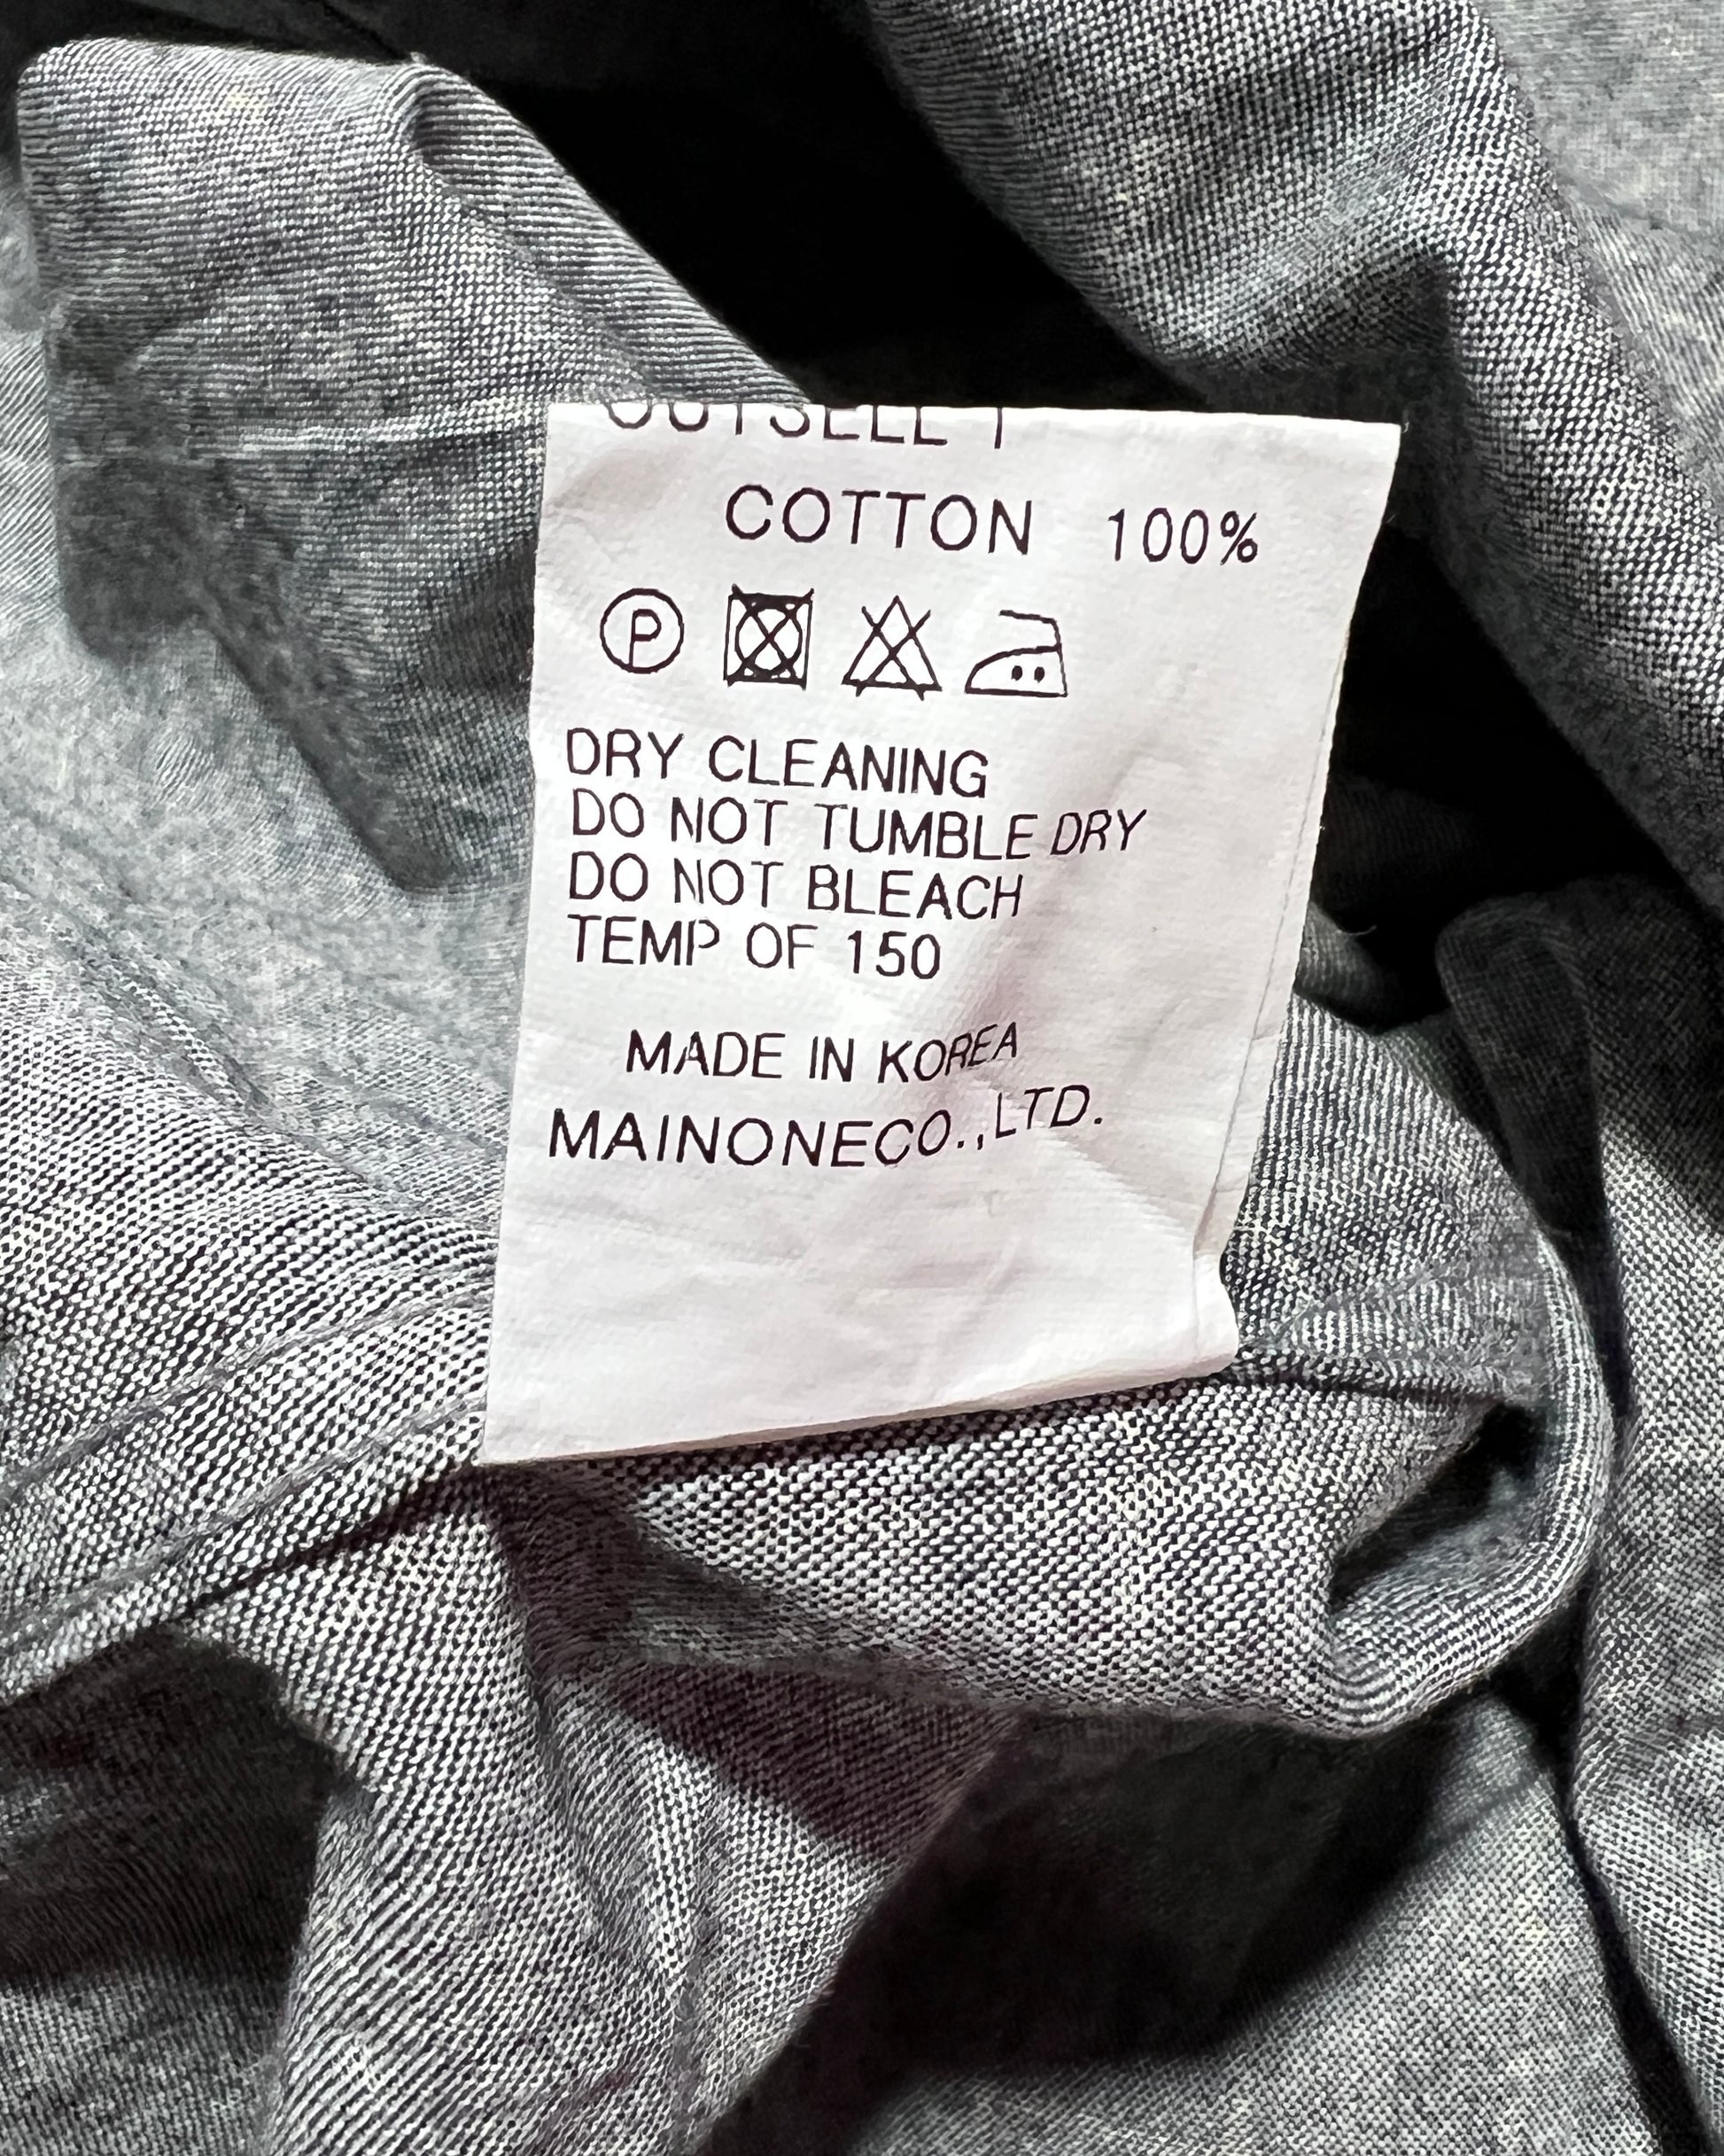 COTTON 100%
P
DRY CLEANING
DO NOT TUMBLE DRY
DO NOT BLEACH
TEMP OF 150
MADE IN KOREA
MAINONECO.,LTD.